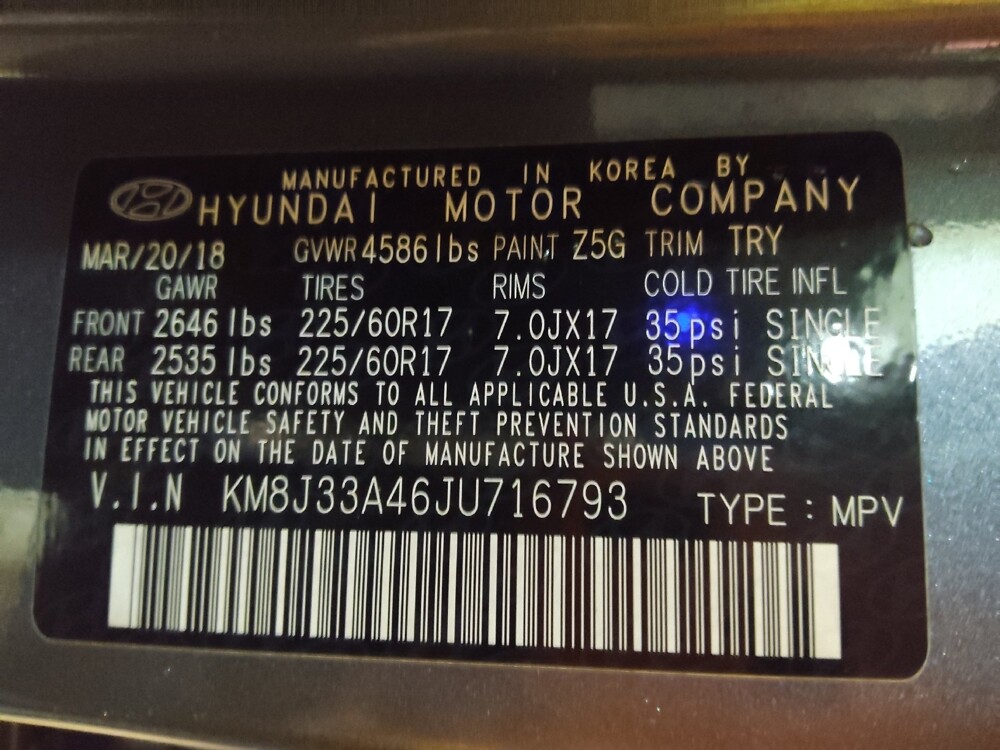 MANUFACTURED IN KOREA BY
HYUNDAI MOTOR COMPANY
MAR/20/18 GVWR 4586lbs PAINT Z5G TRIM TRY
GAWR TIRES RIMS COLD TIRE INFL
FRONT 2646 lbs 225/60R17 7.0JX17 35psi SINGLE
REAR 2535 lbs 225/60R17 7.0JX17 35psi SINGLE
THIS VEHICLE CONFORMS TO ALL APPLICABLE U.S.A. FEDERAL
MOTOR VEHICLE SAFETY AND THEFT PREVENTION STANDARDS
IN EFFECT ON THE DATE OF MANUFACTURE SHOWN ABOVE
V.I.N KM8J33A46JU716793 TYPE : MPV